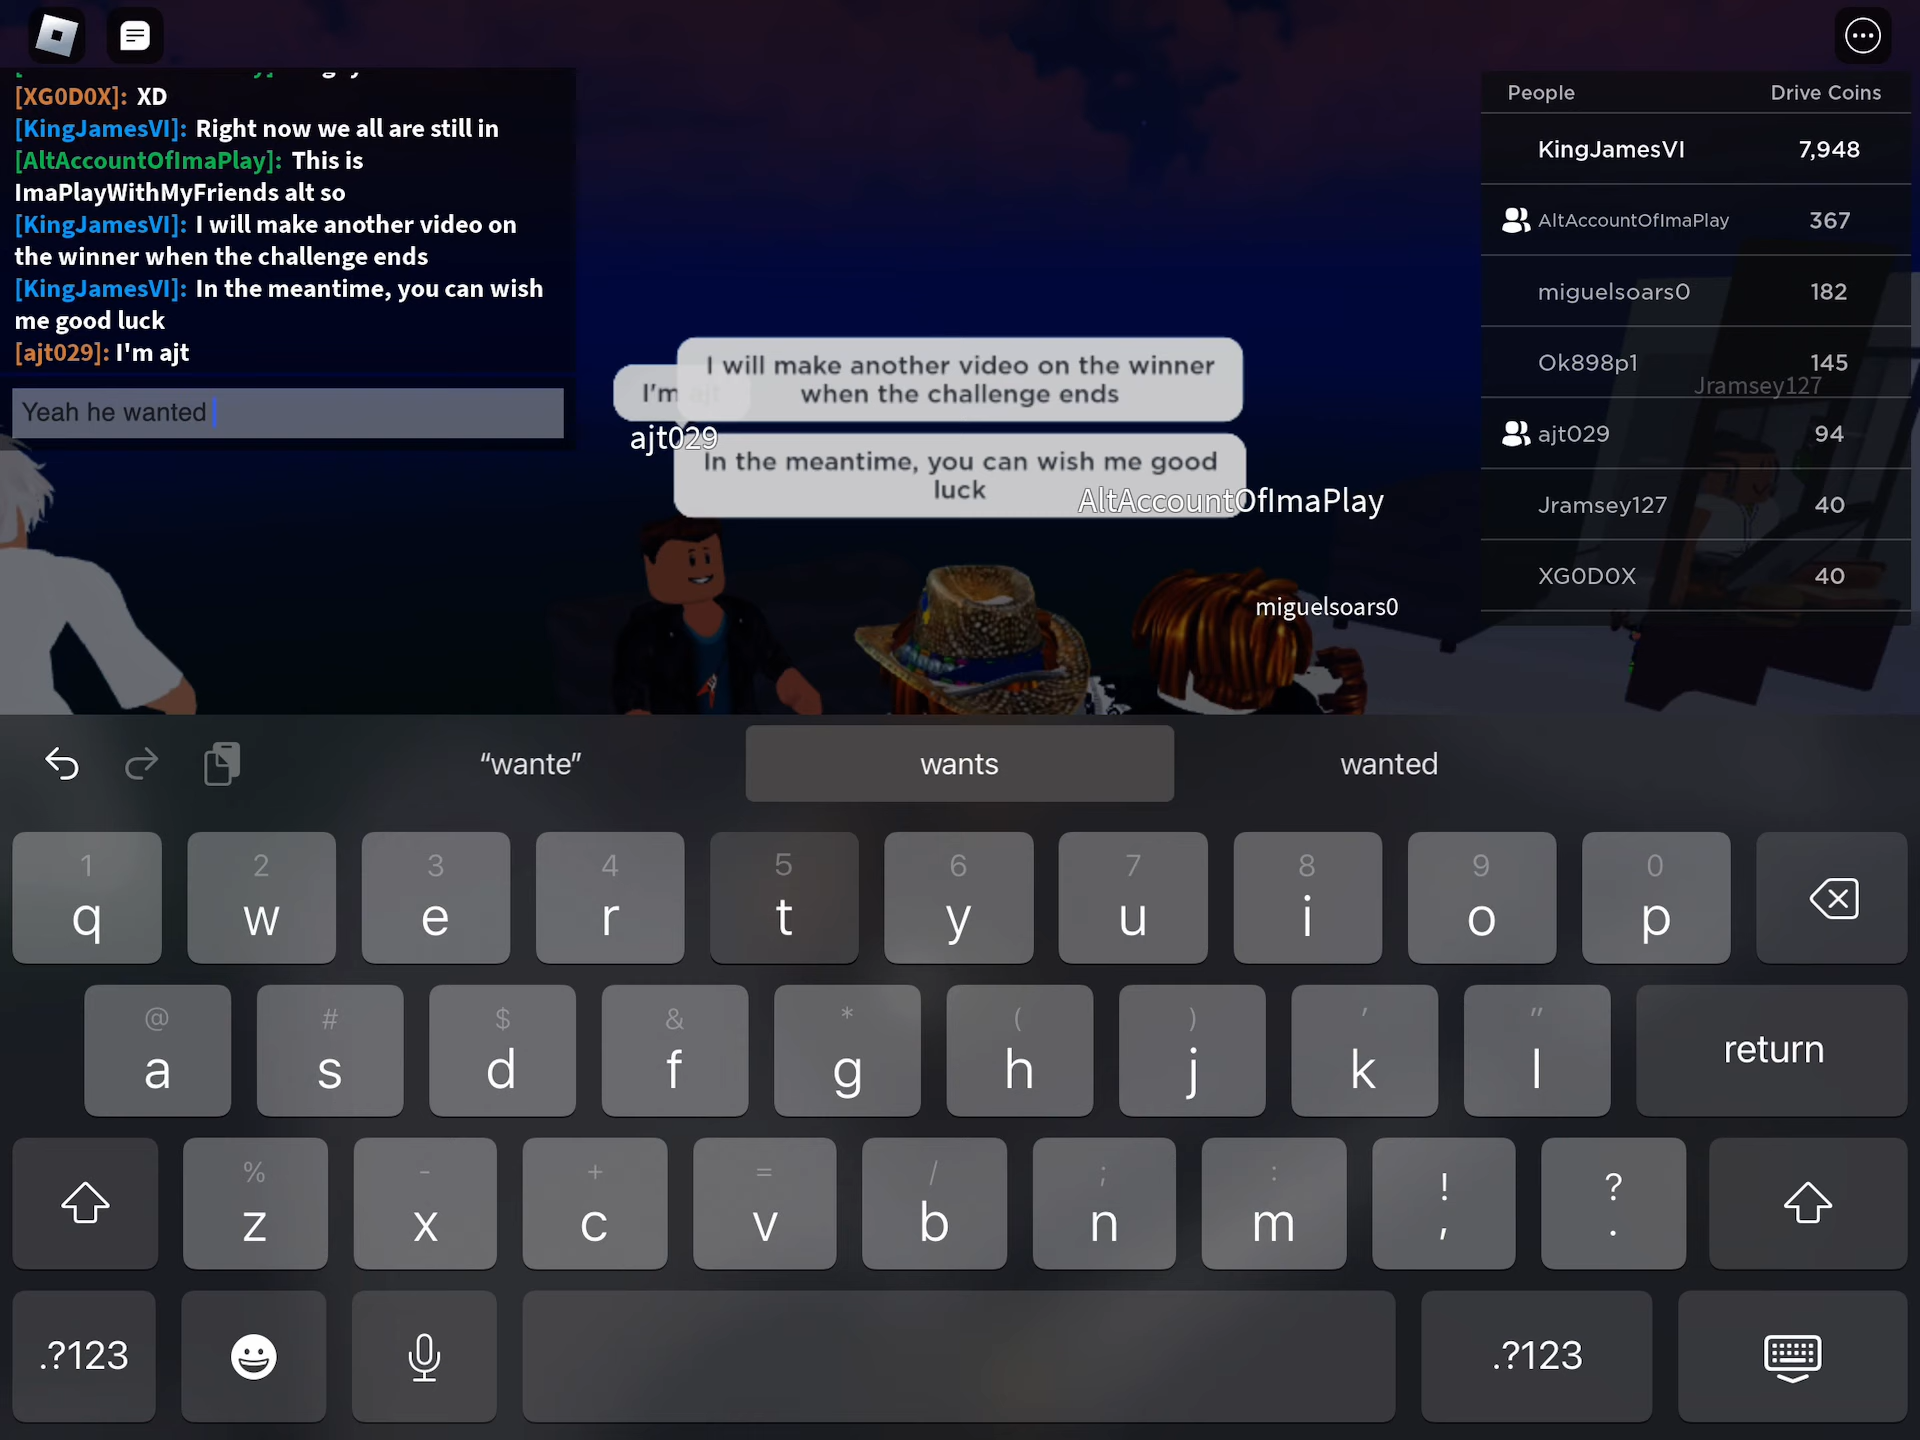 [XG0D0X]: XD
[KingJamesVI]: Right now we all are still in
[AltAccountOfImaPlay]: This is
ImaPlayWithMyFriends alt so
[KingJamesVI]: I will make another video on
the winner when the challenge ends
[KingJamesVI]: In the meantime, you can wish
me good luck
[ajt029]: I'm ajt
Yeah he wanted
I'm ajt
I will make another video on the winner
when the challenge ends
ajt029
In the meantime, you can wish me good
luck
AltAccountOfImaPlay
miguelsoars0
Jramsey127
People Drive Coins
KingJamesVI 7,948
AltAccountOfImaPlay 367
miguelsoars0 182
Ok898p1 145
ajt029 94
Jramsey127 40
XG0D0X 40
“wante” wants wanted
1 2 3 4 5 6 7 8 9 0
q w e r t y u i o p
@ # $ & * ( ) ' "
a s d f g h j k l return
% - + = / ; : ! ?
z x c v b n m , .
.?123 .?123